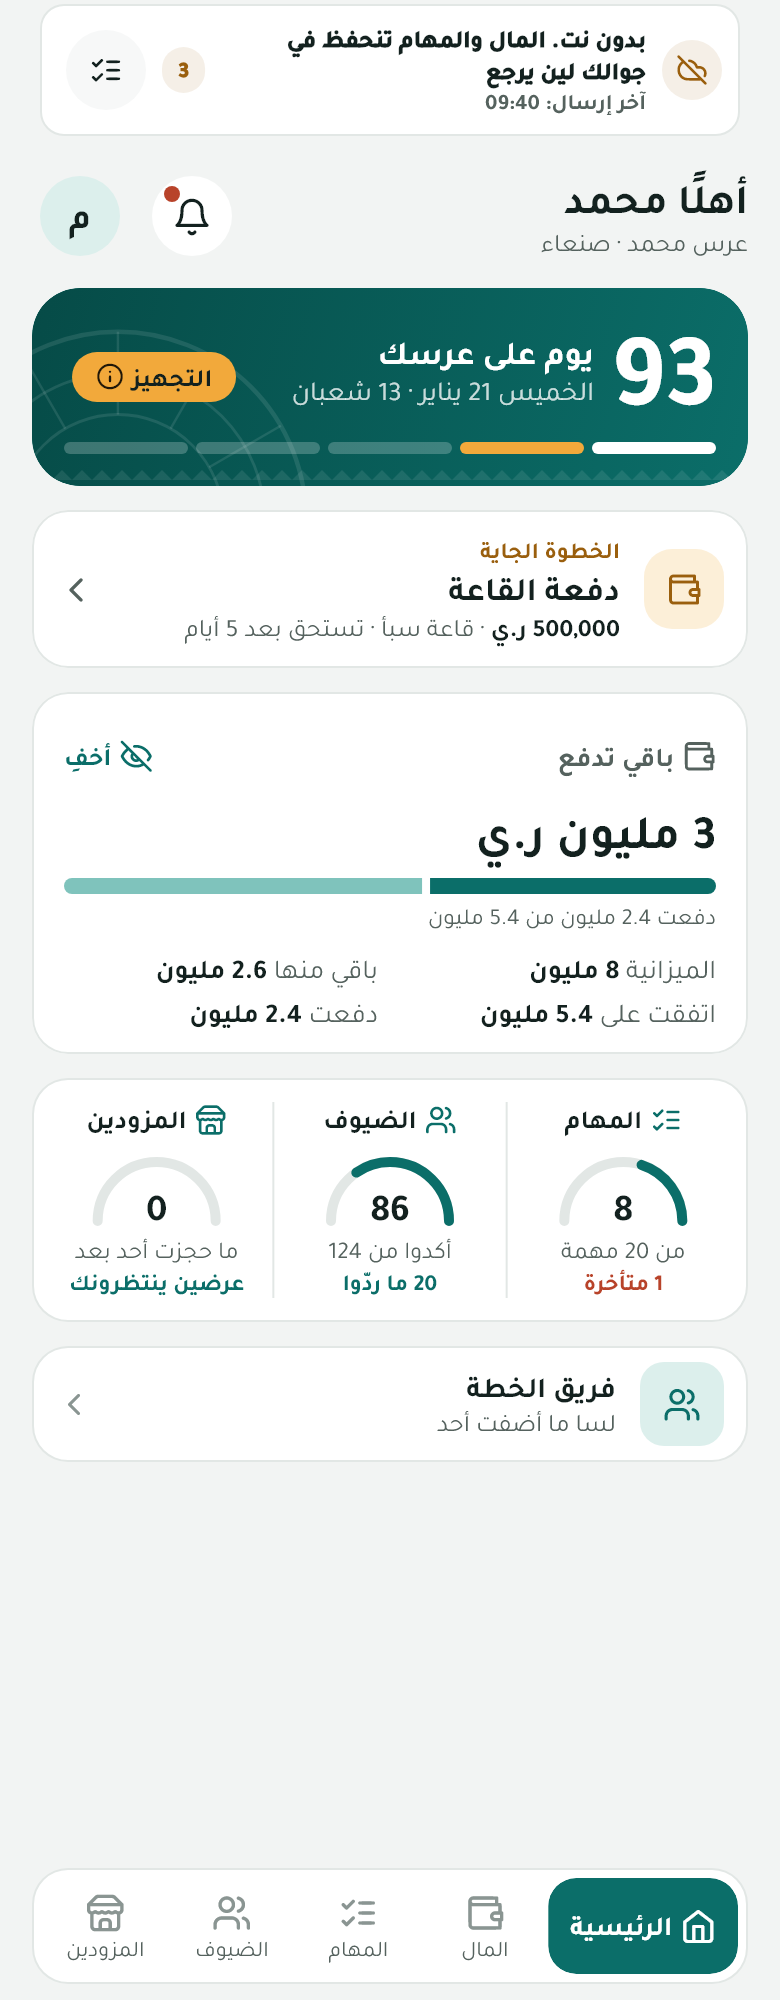 بدون نت. المال والمهام تنحفظ في
جوالك لين يرجع
آخر إرسال: 09:40
3
أهلًا محمد
عرس محمد · صنعاء
م
93
يوم على عرسك
الخميس 21 يناير · 13 شعبان
التجهيز
الخطوة الجاية
دفعة القاعة
500,000 ر.ي · قاعة سبأ · تستحق بعد 5 أيام
باقي تدفع
أخفِ
3 مليون ر.ي
دفعت 2.4 مليون من 5.4 مليون
الميزانية 8 مليون
باقي منها 2.6 مليون
اتفقت على 5.4 مليون
دفعت 2.4 مليون
المهام
8
من 20 مهمة
1 متأخرة
الضيوف
86
أكدوا من 124
20 ما ردّوا
المزودين
0
ما حجزت أحد بعد
عرضين ينتظرونك
فريق الخطة
لسا ما أضفت أحد
الرئيسية
المال
المهام
الضيوف
المزودين